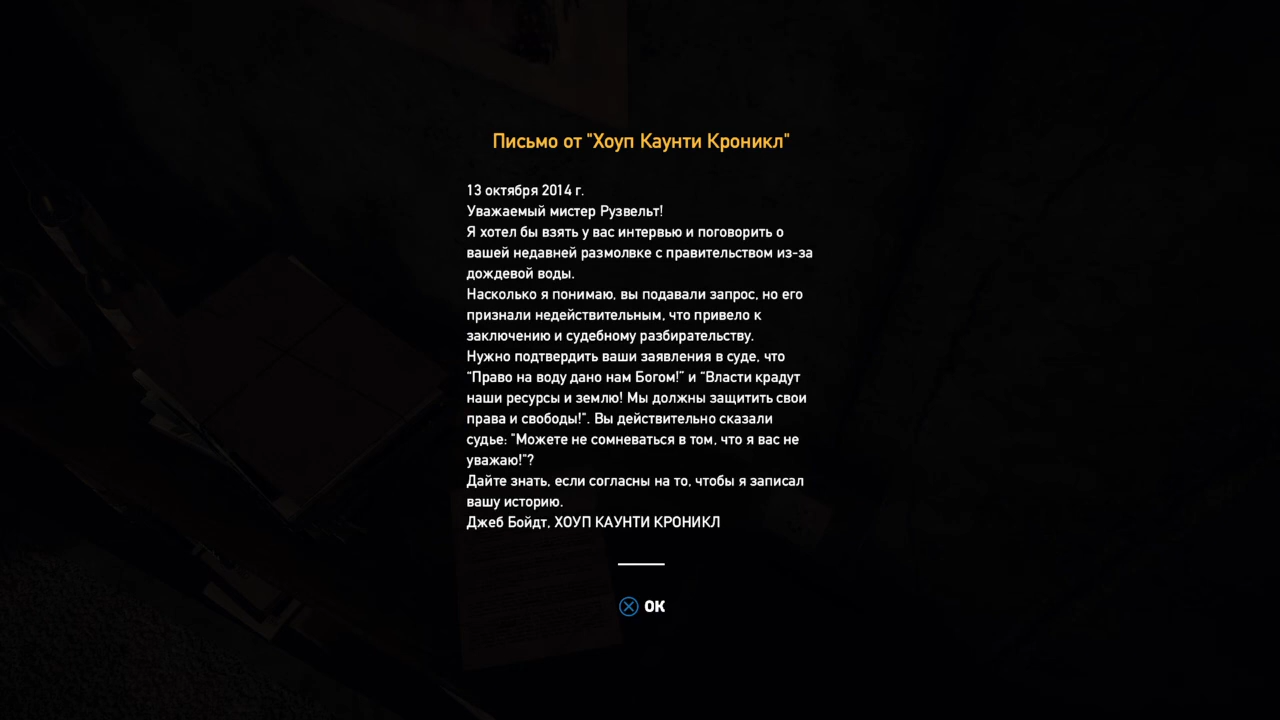 Письмо от "Хоуп Каунти Кроникл"
13 октября 2014 г.
Уважаемый мистер Рузвельт!
Я хотел бы взять у вас интервью и поговорить о
вашей недавней размолвке с правительством из-за
дождевой воды.
Насколько я понимаю, вы подавали запрос, но его
признали недействительным, что привело к
заключению и судебному разбирательству.
Нужно подтвердить ваши заявления в суде, что
“Право на воду дано нам Богом!” и “Власти крадут
наши ресурсы и землю! Мы должны защитить свои
права и свободы!". Вы действительно сказали
судье: "Можете не сомневаться в том, что я вас не
уважаю!"?
Дайте знать, если согласны на то, чтобы я записал
вашу историю.
Джеб Бойдт, ХОУП КАУНТИ КРОНИКЛ
ОК